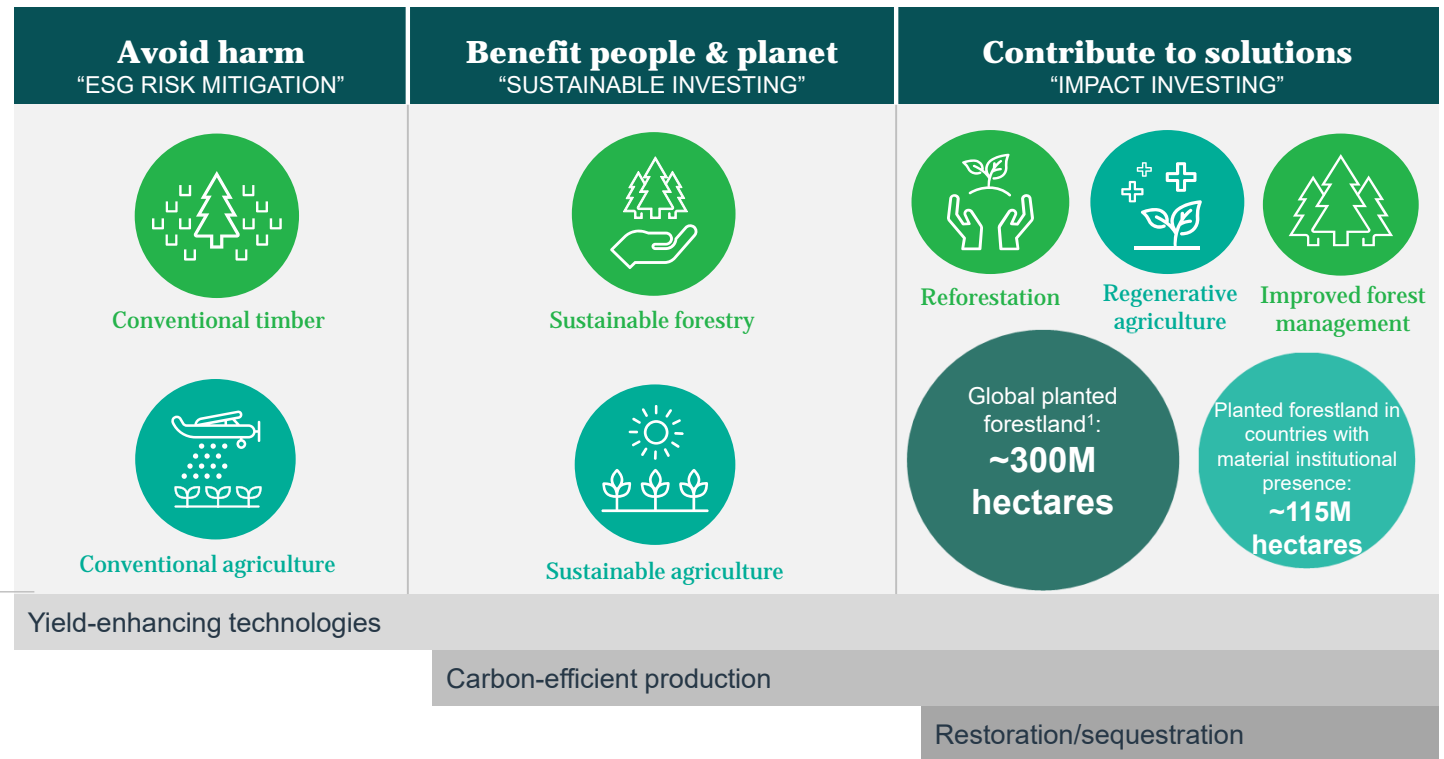 Avoid harm
“ESG RISK MITIGATION”
Benefit people & planet
“SUSTAINABLE INVESTING”
Contribute to solutions
“IMPACT INVESTING”
Conventional timber
Conventional agriculture
Sustainable forestry
Sustainable agriculture
Reforestation
Regenerative
agriculture
Improved forest
management
Global planted
forestland¹:
~300M
hectares
Planted forestland in
countries with
material institutional
presence:
~115M
hectares
Yield-enhancing technologies
Carbon-efficient production
Restoration/sequestration